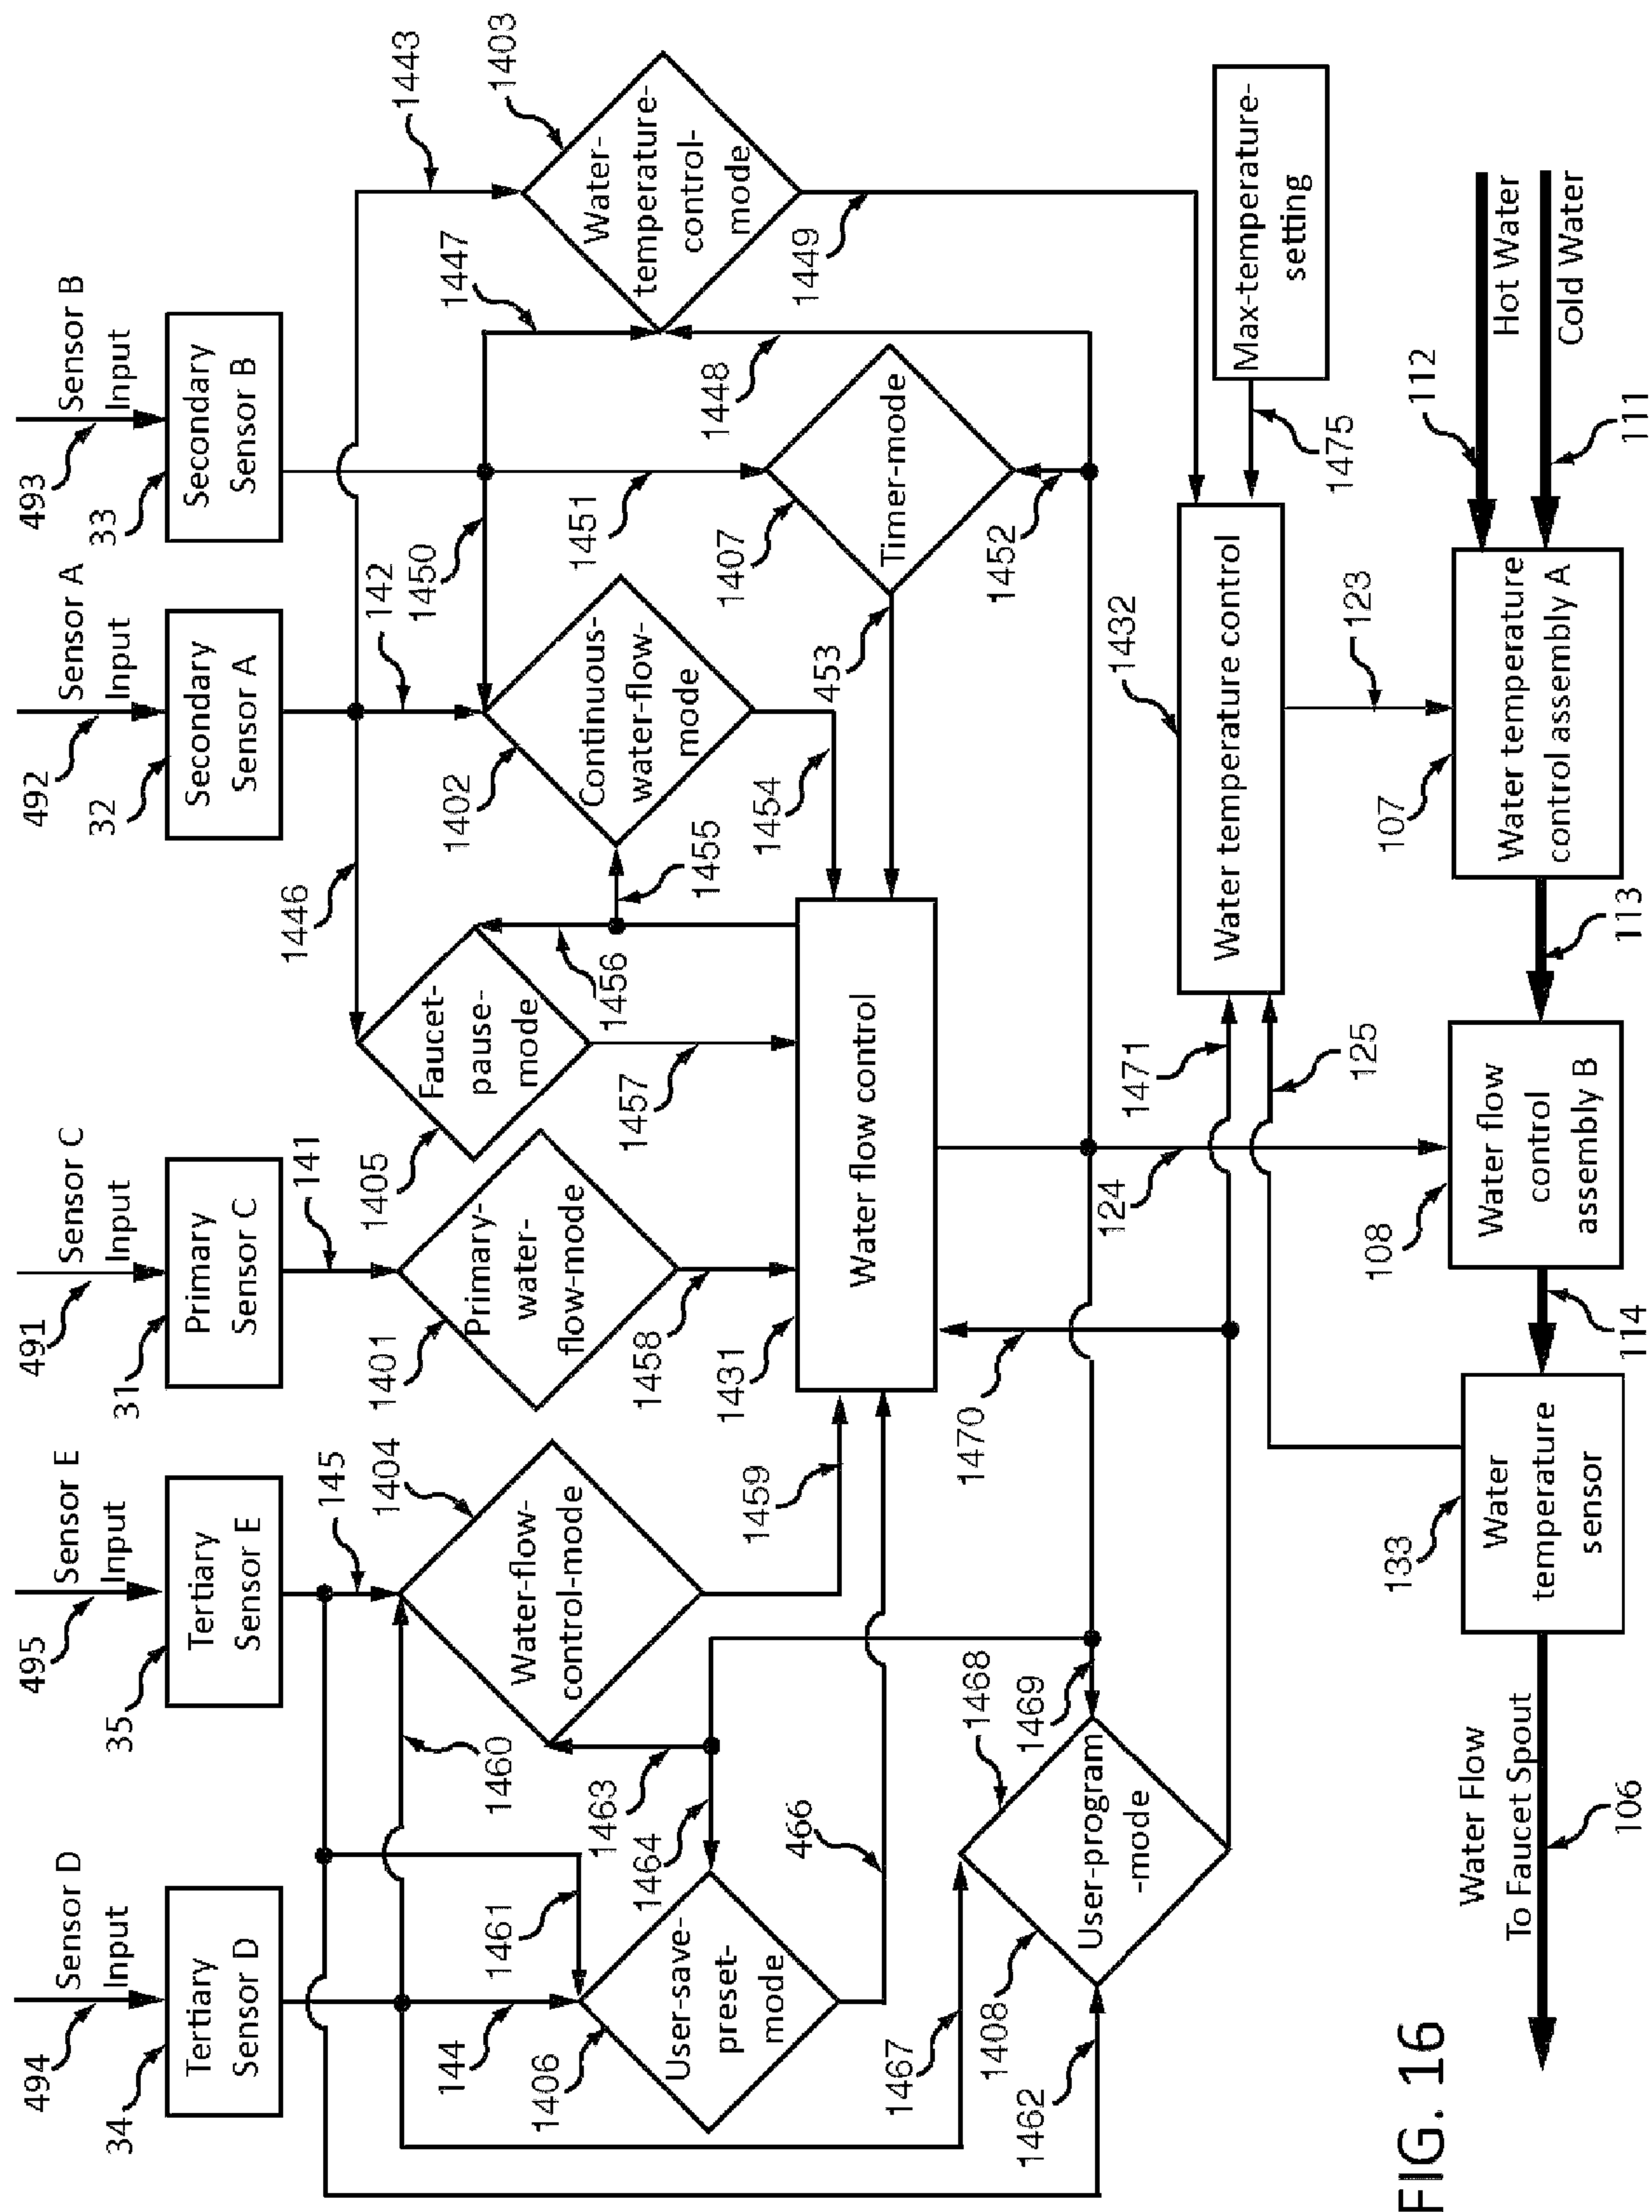 494
Sensor D
Input
495
Sensor E
Input
491
Sensor C
Input
492
Sensor A
Input
493
Sensor B
Input
34
Tertiary
Sensor D
35
Tertiary
Sensor E
31
Primary
Sensor C
32
Secondary
Sensor A
33
Secondary
Sensor B
144
1461
1460
145
1404
141
1446
142
1450
1447
1443
1403
1406
User-save-
preset-
mode
Water-flow-
control-mode
1401
Primary-
water-
flow-mode
1405
Faucet-
pause-
mode
1402
Continuous-
water-flow-
mode
1451
Water-
temperature-
control-
mode
1463
1464
1458
1457
1456
1455
1407
Timer-mode
1448
1449
466
1459
1431
Water flow control
1454
453
1452
1467
1408
1462
User-program
-mode
1468
1469
1470
124
1471
125
1432
Water temperature control
1475
Max-temperature-
setting
123
133
Water
temperature
sensor
108
Water flow
control
assembly B
107
Water temperature
control assembly A
112
Hot Water
Cold Water
111
Water Flow
To Faucet Spout
106
114
113
FIG. 16